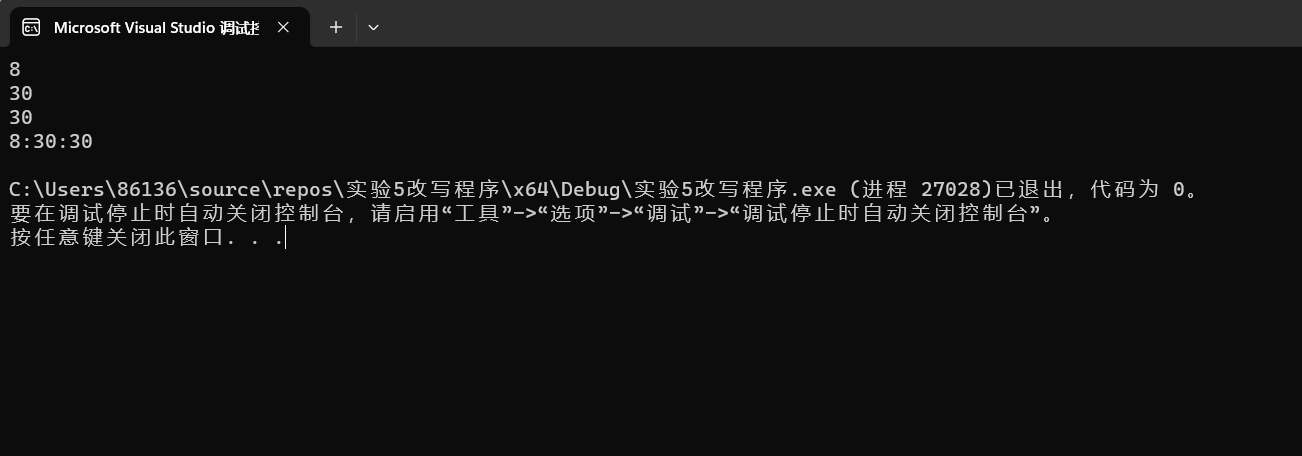 Microsoft Visual Studio 调试
8
30
30
8:30:30
C:\Users\86136\source\repos\实验5改写程序\x64\Debug\实验5改写程序.exe (进程 27028)已退出，代码为 0。
要在调试停止时自动关闭控制台，请启用“工具”->“选项”->“调试”->“调试停止时自动关闭控制台”。
按任意键关闭此窗口. . .